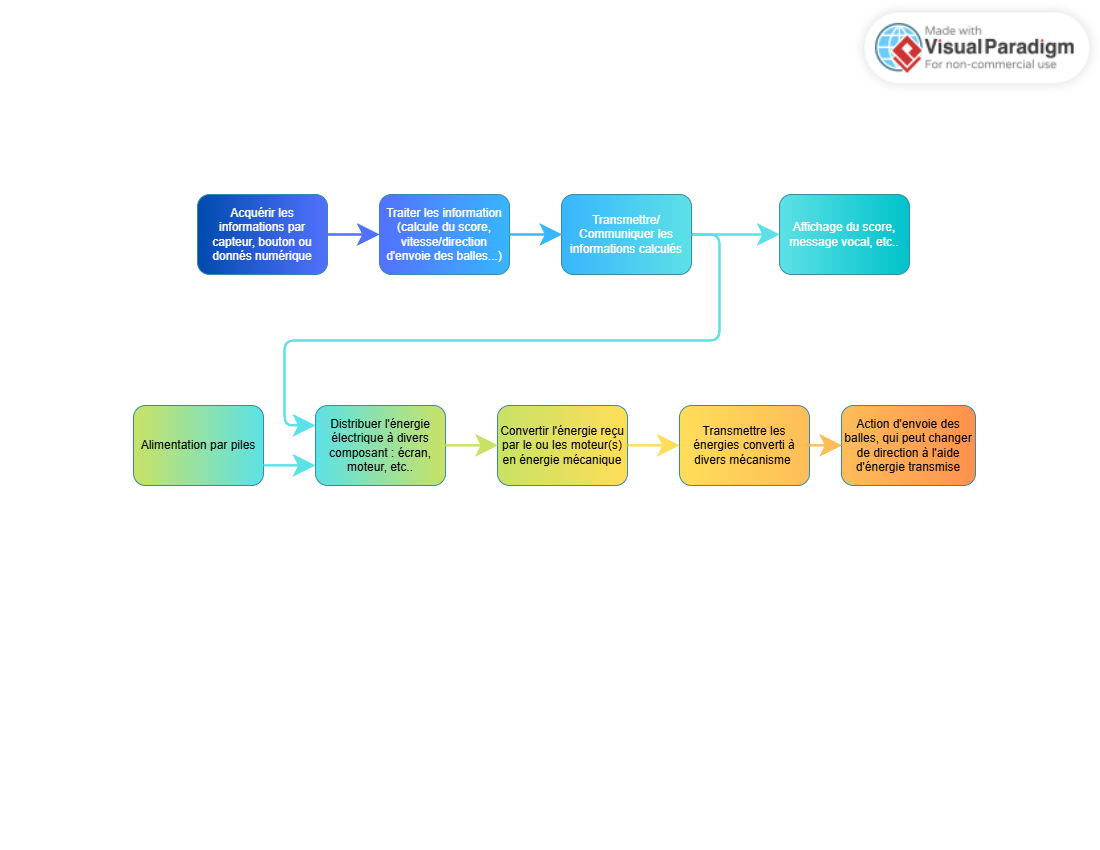 Made with
Visual Paradigm
For non-commercial use
Acquérir les
informations par
capteur, bouton ou
donnés numérique
Traiter les information
(calcule du score,
vitesse/direction
d'envoie des balles...)
Transmettre/
Communiquer les
informations calculés
Affichage du score,
message vocal, etc..
Alimentation par piles
Distribuer l'énergie
électrique à divers
composant : écran,
moteur, etc..
Convertir l'énergie reçu
par le ou les moteur(s)
en énergie mécanique
Transmettre les
énergies converti à
divers mécanisme
Action d'envoie des
balles, qui peut changer
de direction à l'aide
d'énergie transmise